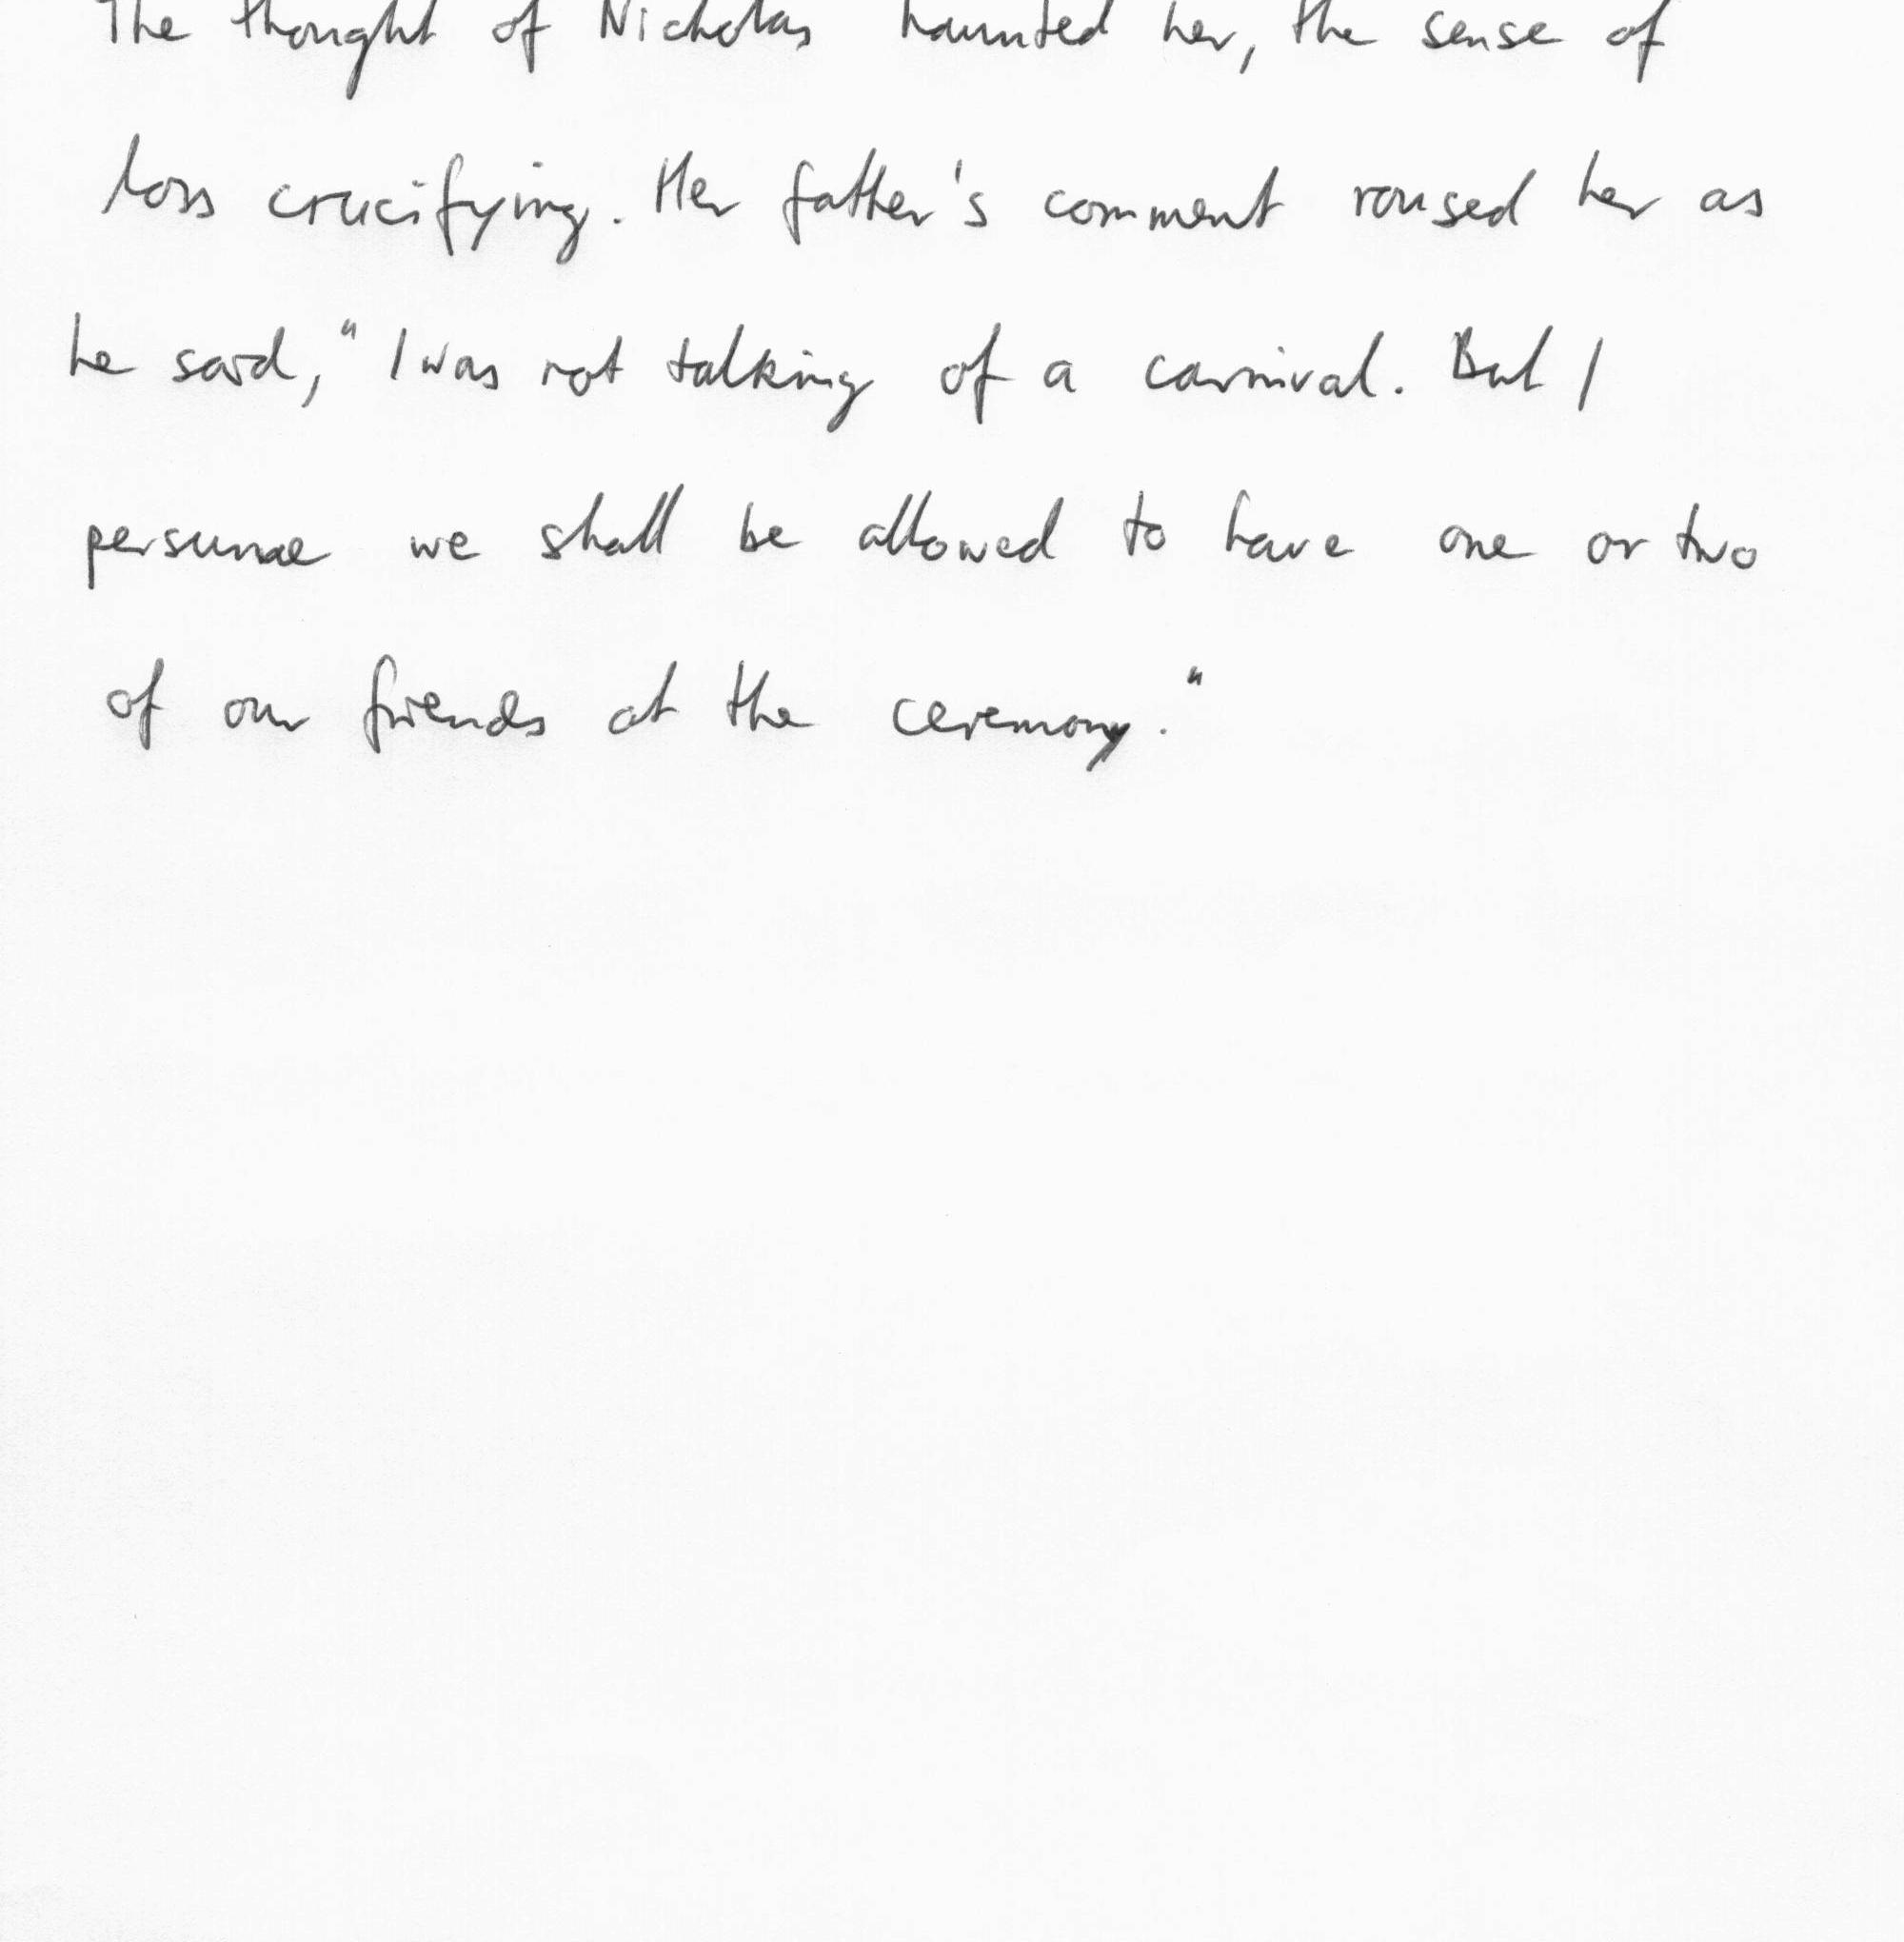 The thought of Nicholas haunted her, the sense of
loss crucifying. Her father's comment roused her as
he said, "I was not talking of a carnival. But I
persume we shall be allowed to have one or two
of our friends at the ceremony."